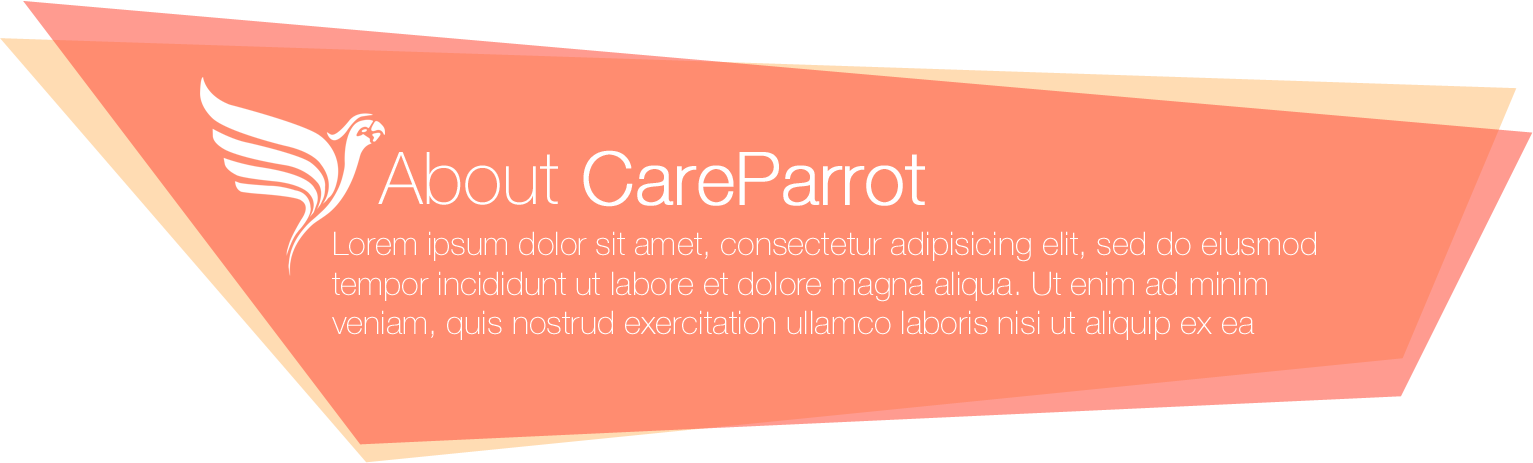 About CareParrot
Lorem ipsum dolor sit amet, consectetur adipisicing elit, sed do eiusmod
tempor incididunt ut labore et dolore magna aliqua. Ut enim ad minim
veniam, quis nostrud exercitation ullamco laboris nisi ut aliquip ex ea